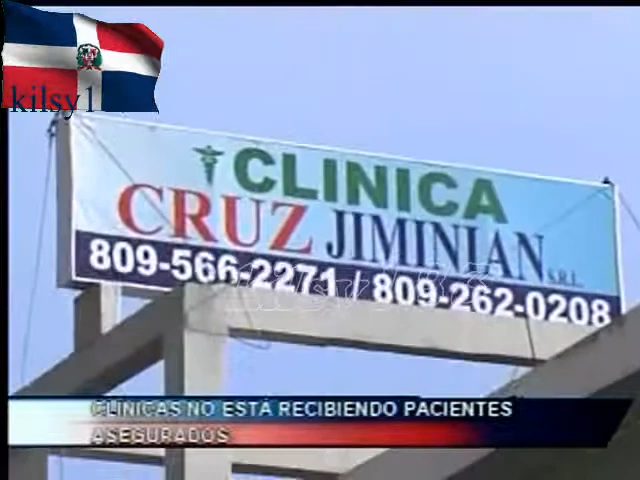 kilsy1
CLINICA
CRUZ JIMINIAN S.R.L.
809-566-2271 / 809-262-0208
CLINICAS NO ESTÁ RECIBIENDO PACIENTES
ASEGURADOS